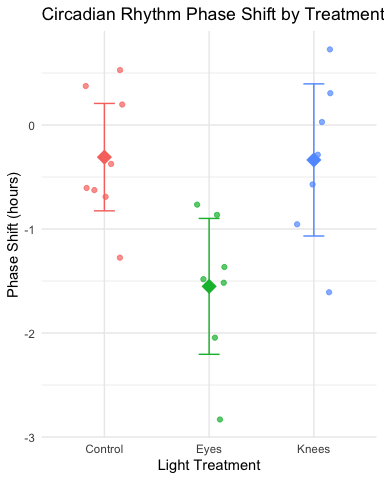 Circadian Rhythm Phase Shift by Treatment
Phase Shift (hours)
0
-1
-2
-3
Control Eyes Knees
Light Treatment